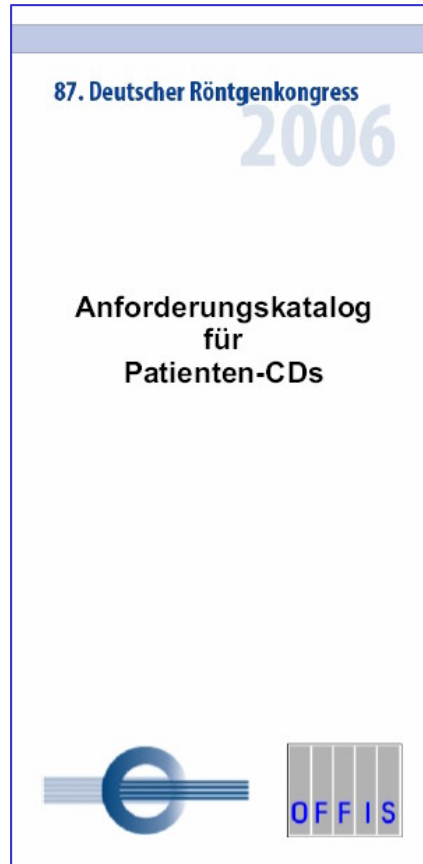 87. Deutscher Röntgenkongress
2006
Anforderungskatalog
für
Patienten-CDs
OFFIS